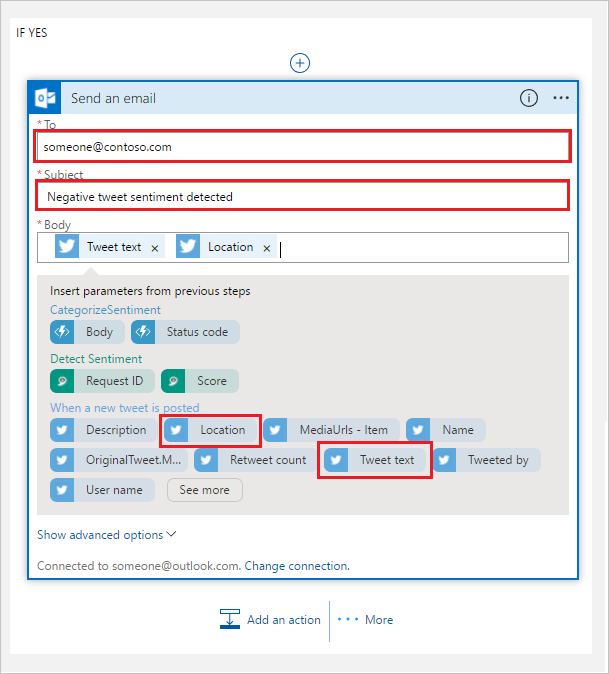 IF YES
Send an email
* To
someone@contoso.com
* Subject
Negative tweet sentiment detected
* Body
Tweet text × Location ×
Insert parameters from previous steps
CategorizeSentiment
Body Status code
Detect Sentiment
Request ID Score
When a new tweet is posted
Description Location MediaUrls - Item Name
OriginalTweet.M... Retweet count Tweet text Tweeted by
User name See more
Show advanced options
Connected to someone@outlook.com. Change connection.
Add an action ··· More